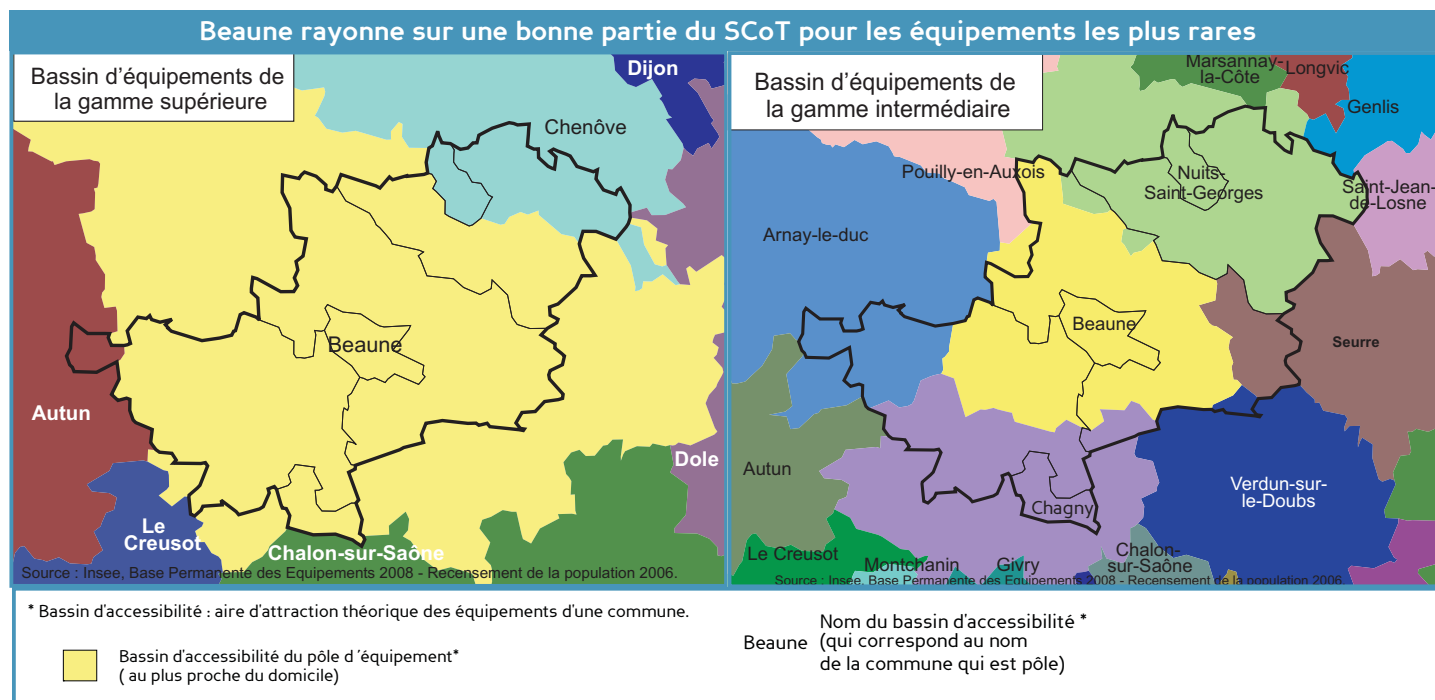 Beaune rayonne sur une bonne partie du SCoT pour les équipements les plus rares
Bassin d'équipements de
la gamme supérieure
Dijon
Chenôve
Beaune
Autun
Dole
Le
Creusot
Chalon-sur-Saône
Source : Insee, Base Permanente des Equipements 2008 - Recensement de la population 2006.
Bassin d'équipements de
la gamme intermédiaire
Marsannay-
la-Côte
Longvic
Genlis
Pouilly-en-Auxois
Nuits-
Saint-Georges
Saint-Jean-
de-Losne
Arnay-le-duc
Beaune
Seurre
Autun
Verdun-sur-
le-Doubs
Chagny
Le Creusot
Montchanin
Givry
Chalon-
sur-Saône
Source : Insee, Base Permanente des Equipements 2008 - Recensement de la population 2006.
* Bassin d'accessibilité : aire d'attraction théorique des équipements d'une commune.
Bassin d'accessibilité du pôle d 'équipement*
( au plus proche du domicile)
Beaune
Nom du bassin d'accessibilité *
(qui correspond au nom
de la commune qui est pôle)